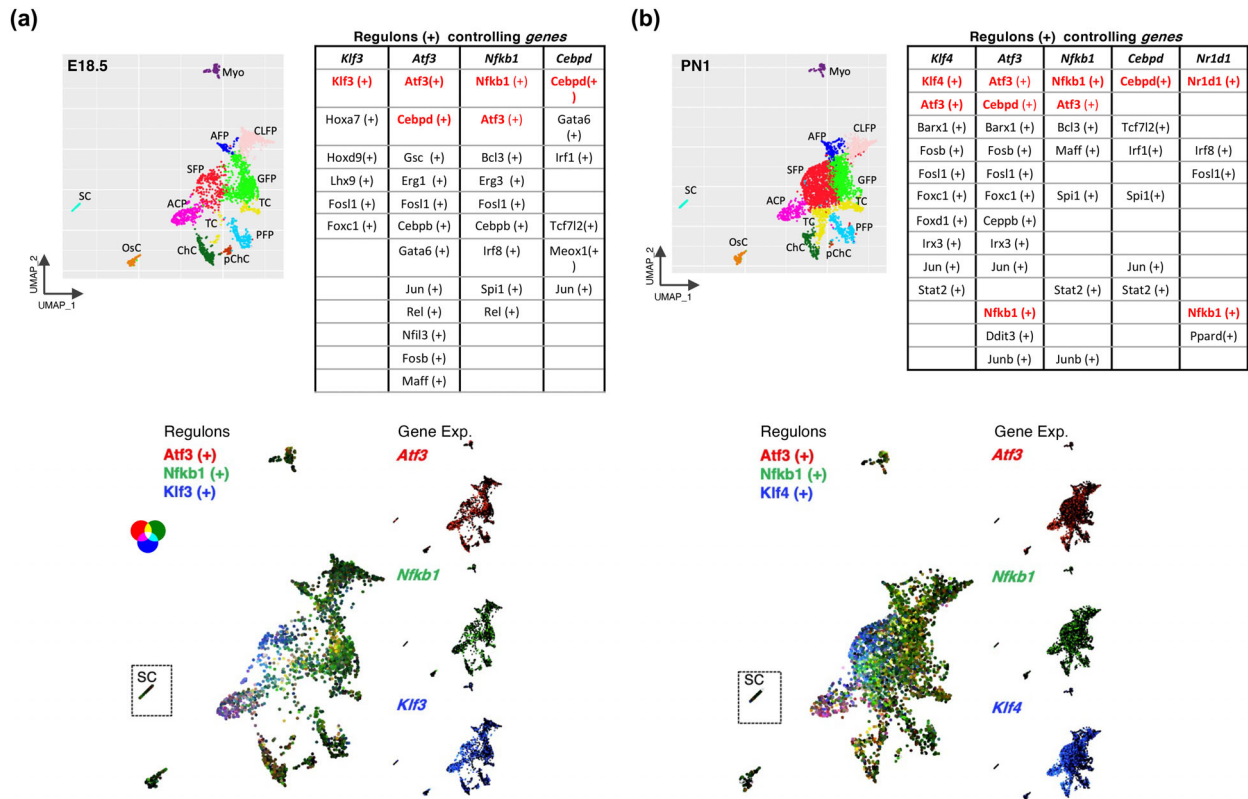 (a)
E18.5
Myo
AFP
CLFP
SFP
GFP
SC
ACP
TC
TC
PFP
OsC
ChC
pChC
UMAP_2
UMAP_1
Regulons (+) controlling genes
Klf3 Atf3 Nfkb1 Cebpd
Klf3 (+) Atf3(+) Nfkb1 (+) Cebpd(+
)
Hoxa7 (+) Cebpd (+) Atf3 (+) Gata6
(+)
Hoxd9(+) Gsc (+) Bcl3 (+) Irf1 (+)
Lhx9 (+) Erg1 (+) Erg3 (+)
Fosl1 (+) Fosl1 (+) Fosl1 (+)
Foxc1 (+) Cebpb (+) Cebpb (+) Tcf7l2(+)
Gata6 (+) Irf8 (+) Meox1(+
)
Jun (+) Spi1 (+) Jun (+)
Rel (+) Rel (+)
Nfil3 (+)
Fosb (+)
Maff (+)
Regulons
Atf3 (+)
Nfkb1 (+)
Klf3 (+)
Gene Exp.
Atf3
Nfkb1
Klf3
SC
(b)
PN1
Myo
AFP
CLFP
SFP
GFP
SC
ACP
TC
TC
PFP
OsC
ChC
pChC
UMAP_2
UMAP_1
Regulons (+) controlling genes
Klf4 Atf3 Nfkb1 Cebpd Nr1d1
Klf4 (+) Atf3 (+) Nfkb1 (+) Cebpd(+) Nr1d1 (+)
Atf3 (+) Cebpd (+) Atf3 (+)
Barx1 (+) Barx1 (+) Bcl3 (+) Tcf7l2(+)
Fosb (+) Fosb (+) Maff (+) Irf1(+) Irf8 (+)
Fosl1 (+) Fosl1 (+) Fosl1(+)
Foxc1 (+) Foxc1 (+) Spi1 (+) Spi1(+)
Foxd1 (+) Ceppb (+)
Irx3 (+) Irx3 (+)
Jun (+) Jun (+) Jun (+)
Stat2 (+) Stat2 (+) Stat2 (+)
Nfkb1 (+) Nfkb1 (+)
Ddit3 (+) Ppard(+)
Junb (+) Junb (+)
Regulons
Atf3 (+)
Nfkb1 (+)
Klf4 (+)
Gene Exp.
Atf3
Nfkb1
Klf4
SC